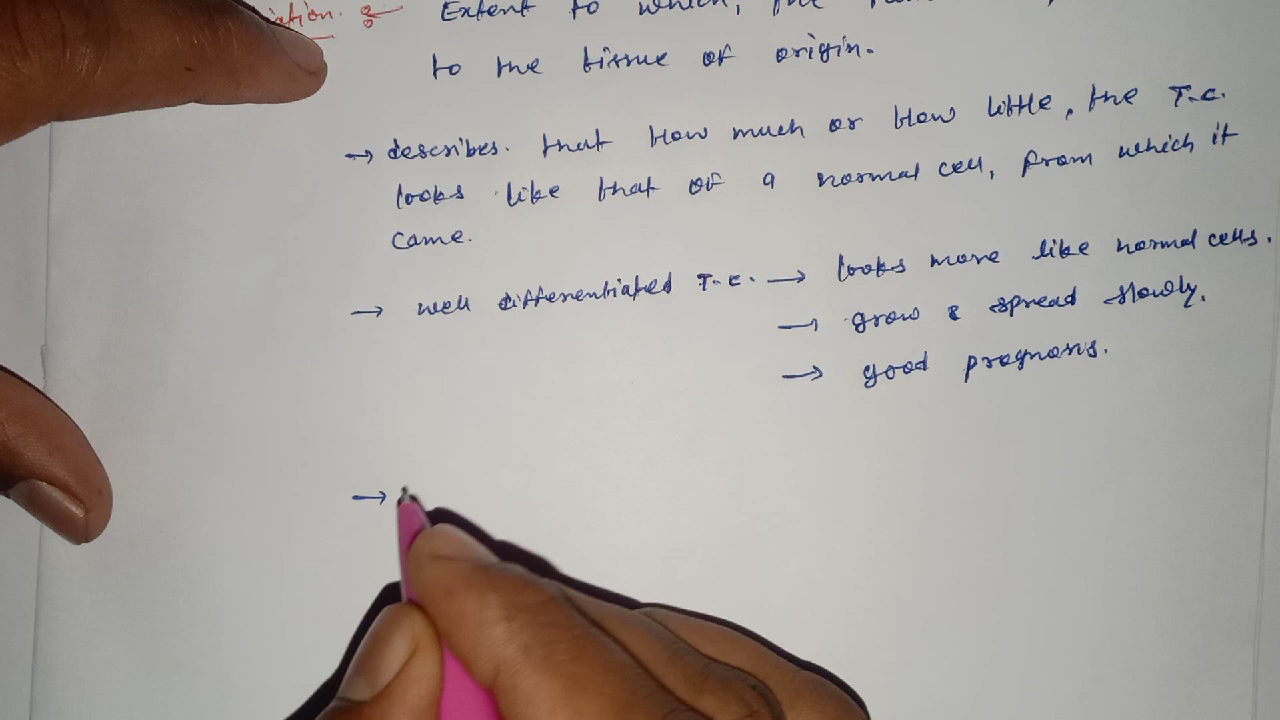 Extent to which, the
to the tissue of origin.
→ describes. that How much or How little, the T.C.
looks like that of a normal cell, from which it
came.
→ well differentiated T.C. → looks more like normal cells.
→ grow & spread slowly.
→ good prognosis.
→